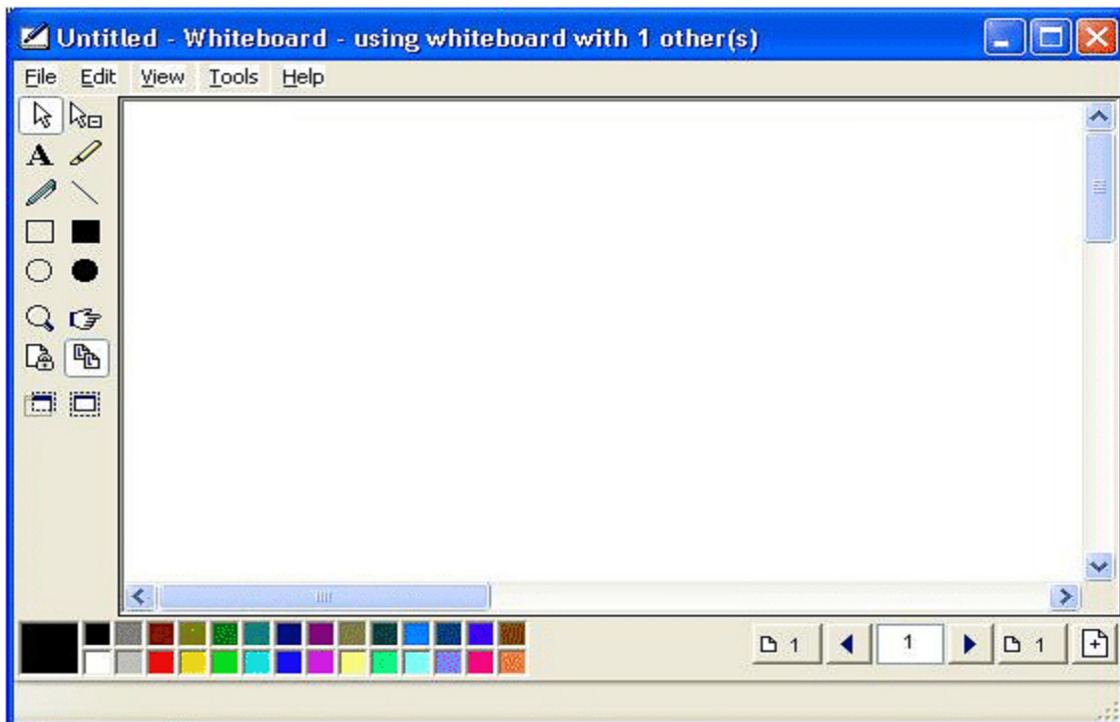 Untitled - Whiteboard - using whiteboard with 1 other(s)
File Edit View Tools Help
A
1 1 1